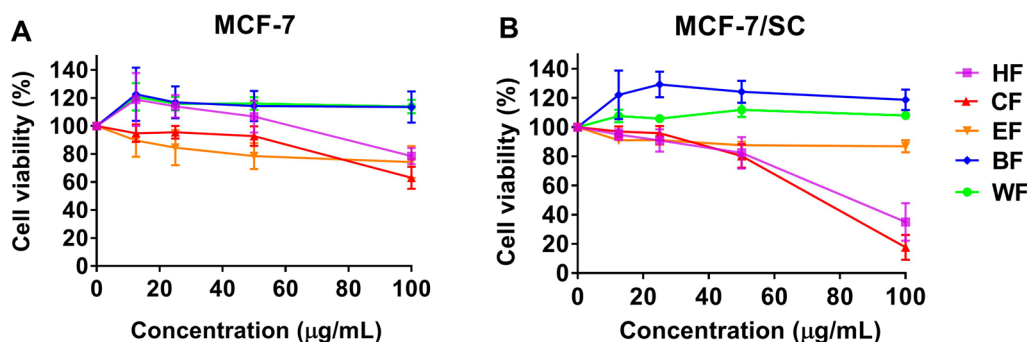 A
MCF-7
Cell viability (%)
140
120
100
80
60
40
20
0
0 20 40 60 80 100
Concentration (μg/mL)
B
MCF-7/SC
Cell viability (%)
140
120
100
80
60
40
20
0
0 20 40 60 80 100
Concentration (μg/mL)
HF
CF
EF
BF
WF